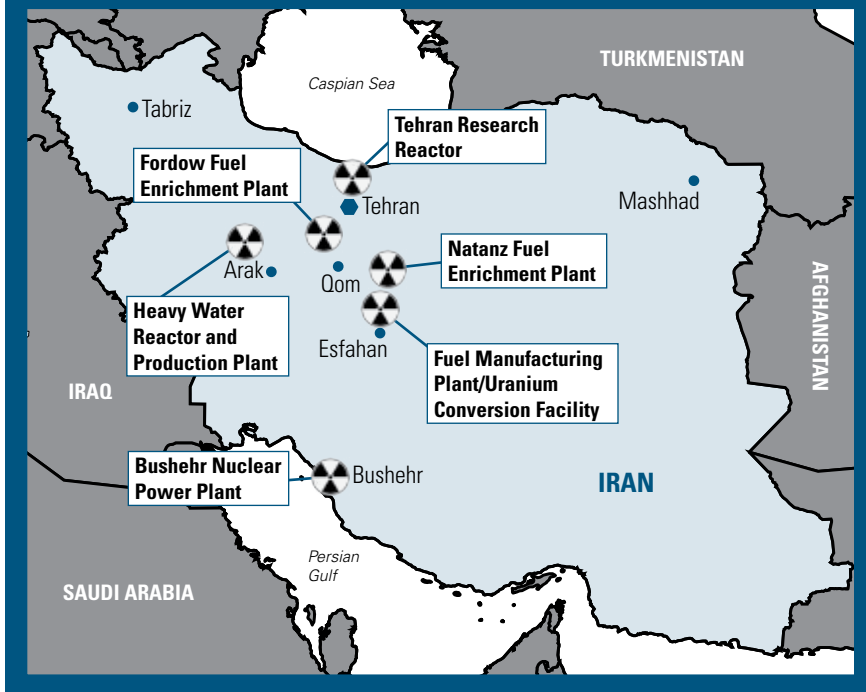 TURKMENISTAN
Caspian Sea
Tabriz
Tehran Research
Reactor
Fordow Fuel
Enrichment Plant
Mashhad
Tehran
Natanz Fuel
Enrichment Plant
Arak
Qom
AFGHANISTAN
Heavy Water
Reactor and
Production Plant
Esfahan
Fuel Manufacturing
Plant/Uranium
Conversion Facility
IRAQ
Bushehr Nuclear
Power Plant
Bushehr
IRAN
Persian
Gulf
SAUDI ARABIA